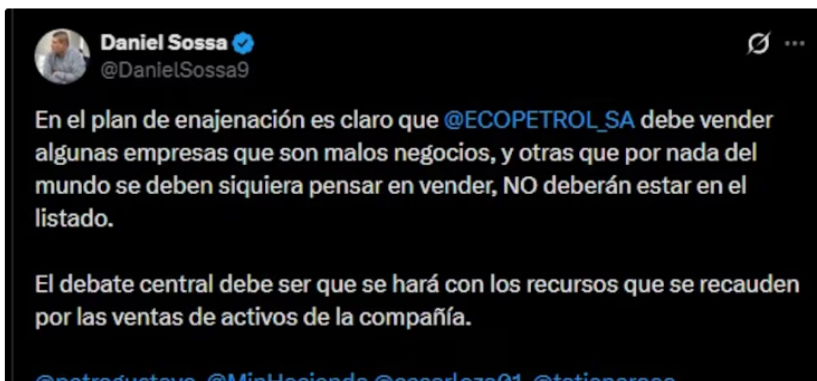 Daniel Sossa
@DanielSossa9
En el plan de enajenación es claro que @ECOPETROL_SA debe vender
algunas empresas que son malos negocios, y otras que por nada del
mundo se deben siquiera pensar en vender, NO deberán estar en el
listado.
El debate central debe ser que se hará con los recursos que se recauden
por las ventas de activos de la compañía.
@petrogustavo @MinHacienda